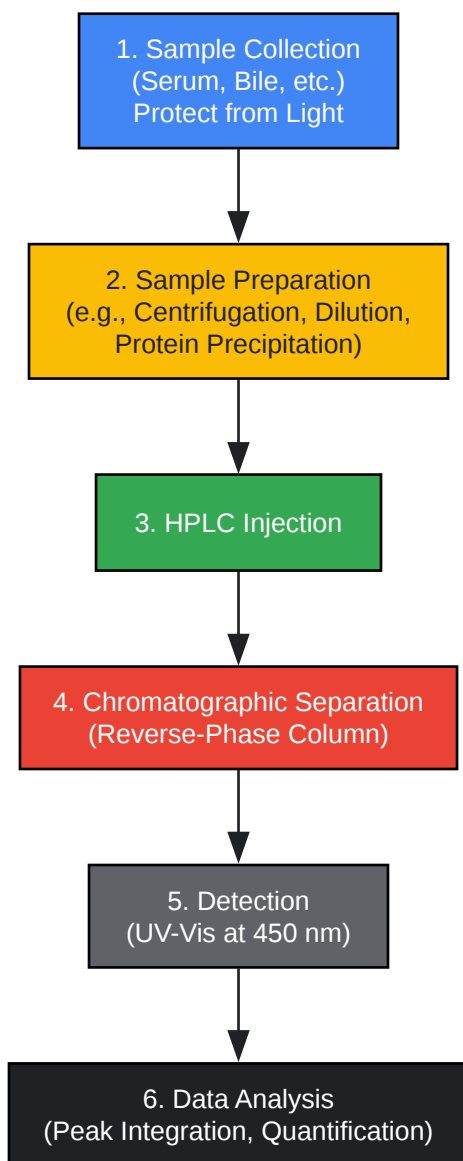 1. Sample Collection
(Serum, Bile, etc.)
Protect from Light
2. Sample Preparation
(e.g., Centrifugation, Dilution,
Protein Precipitation)
3. HPLC Injection
4. Chromatographic Separation
(Reverse-Phase Column)
5. Detection
(UV-Vis at 450 nm)
6. Data Analysis
(Peak Integration, Quantification)